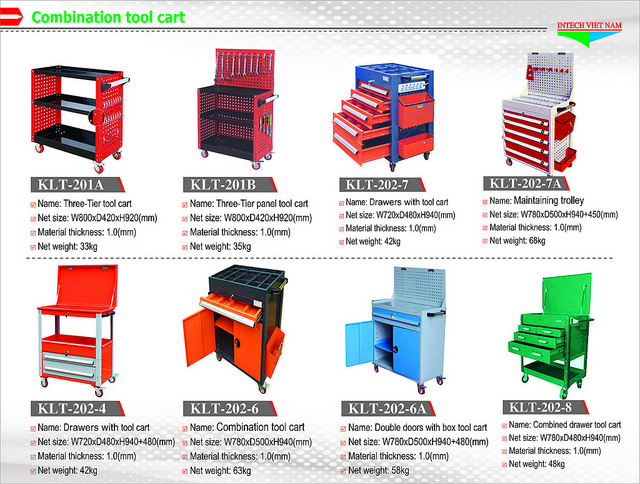 Combination tool cart
INTECH VIET NAM
KLT-201A
Name: Three-Tier tool cart
Net size: W800xD420xH920(mm)
Material thickness: 1.0(mm)
Net weight: 33kg
KLT-201B
Name: Three-Tier panel tool cart
Net size: W800xD420xH920(mm)
Material thickness: 1.0(mm)
Net weight: 35kg
KLT-202-7
Name: Drawers with tool cart
Net size: W720xD480xH940(mm)
Material thickness: 1.0(mm)
Net weight: 42kg
KLT-202-7A
Name: Maintaining trolley
Net size: W780xD500xH940+450(mm)
Material thickness: 1.0(mm)
Net weight: 68kg
KLT-202-4
Name: Drawers with tool cart
Net size: W720xD480xH940+480(mm)
Material thickness: 1.0(mm)
Net weight: 42kg
KLT-202-6
Name: Combination tool cart
Net size: W780xD500xH940(mm)
Material thickness: 1.0(mm)
Net weight: 63kg
KLT-202-6A
Name: Double doors with box tool cart
Net size: W780xD500xH940+480(mm)
Material thickness: 1.0(mm)
Net weight: 58kg
KLT-202-8
Name: Combined drawer tool cart
Net size: W780xD480xH940(mm)
Material thickness: 1.0(mm)
Net weight: 48kg